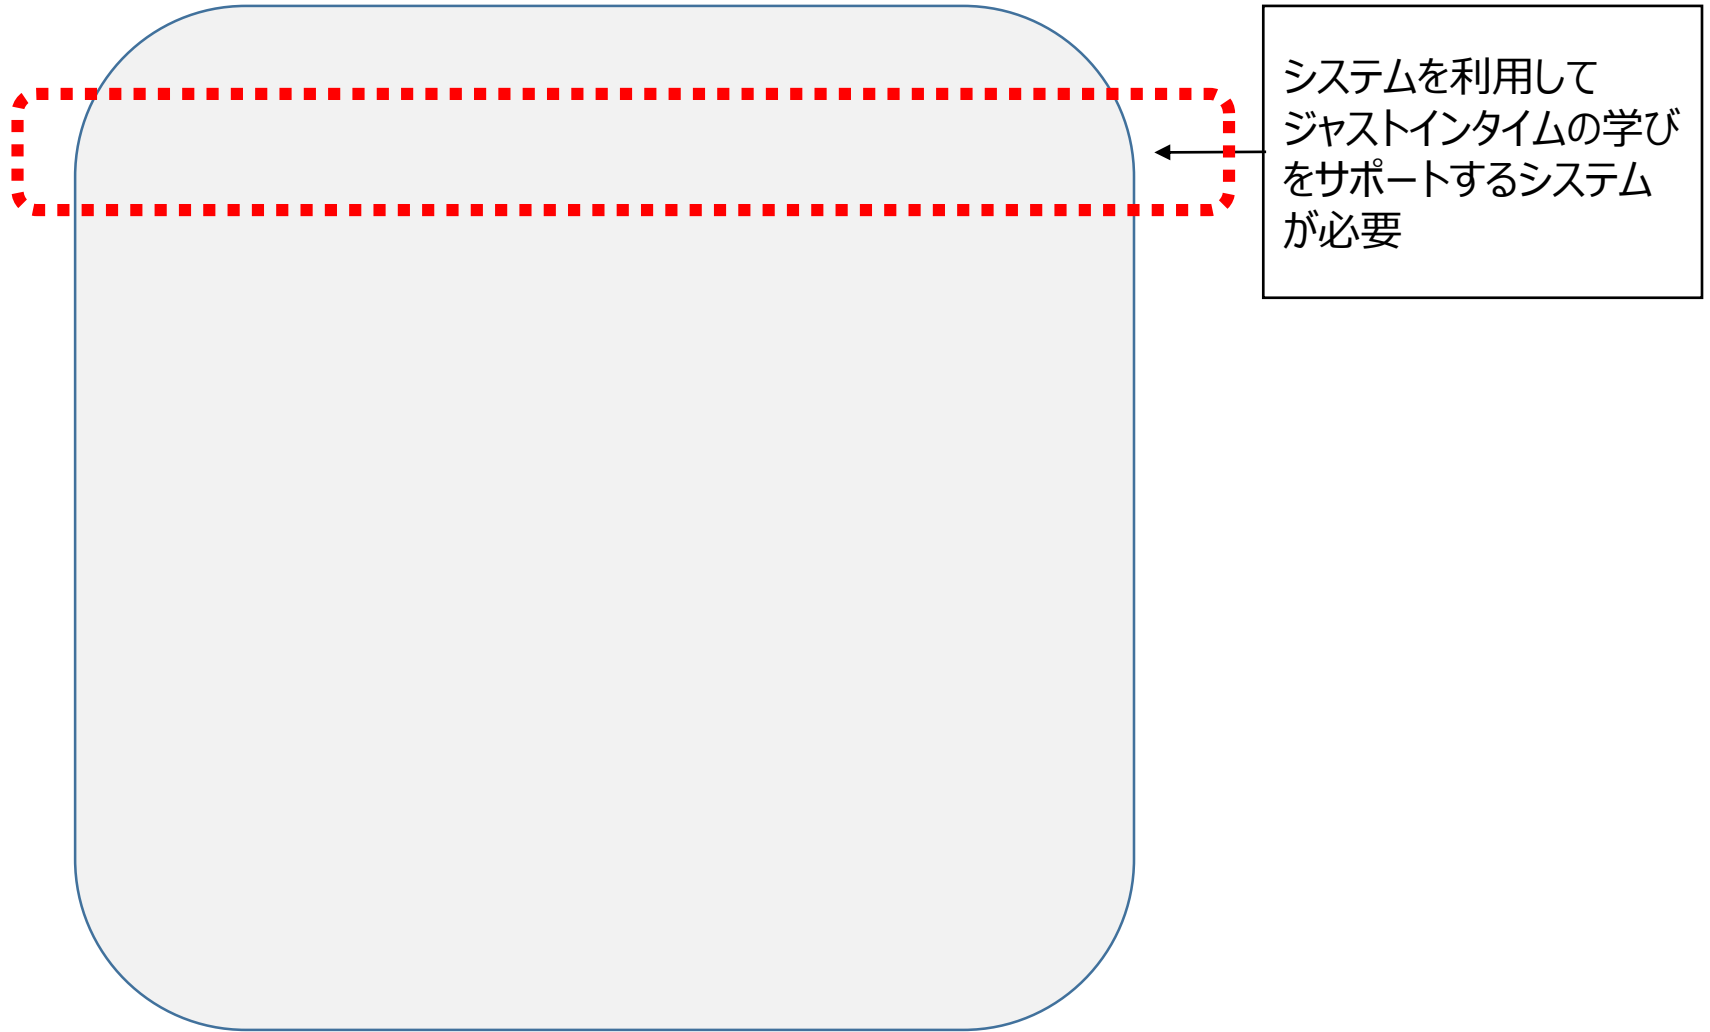 システムを利用して
ジャストインタイムの学び
をサポートするシステム
が必要